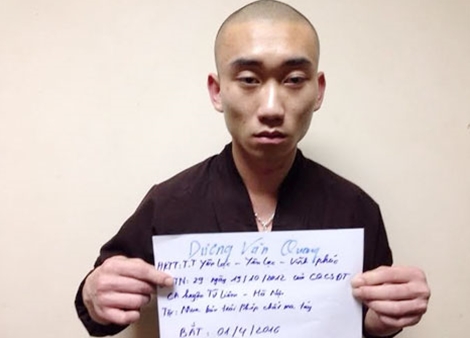 Dương Văn Quang
HKTT: T.T Yên Lạc - Yên Lạc - Vĩnh phúc
TN: 29 ngày 19/10/2012 của CQCSĐT
CA huyện Từ Liêm - Hà Nội
Tội: Mua bán trái phép chất ma túy
BẮT: 01/4/2016